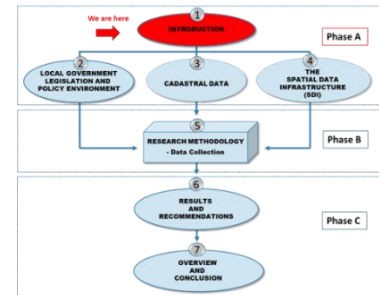 We are here
1
INTRODUCTION
Phase A
2
3
4
LOCAL GOVERNMENT
LEGISLATION AND
POLICY ENVIRONMENT
CADASTRAL DATA
THE
SPATIAL DATA
INFRASTRUCTURE
(SDI)
5
RESEARCH METHODOLOGY
- Data Collection
Phase B
6
RESULTS
AND
RECOMMENDATIONS
Phase C
7
OVERVIEW
AND
CONCLUSION